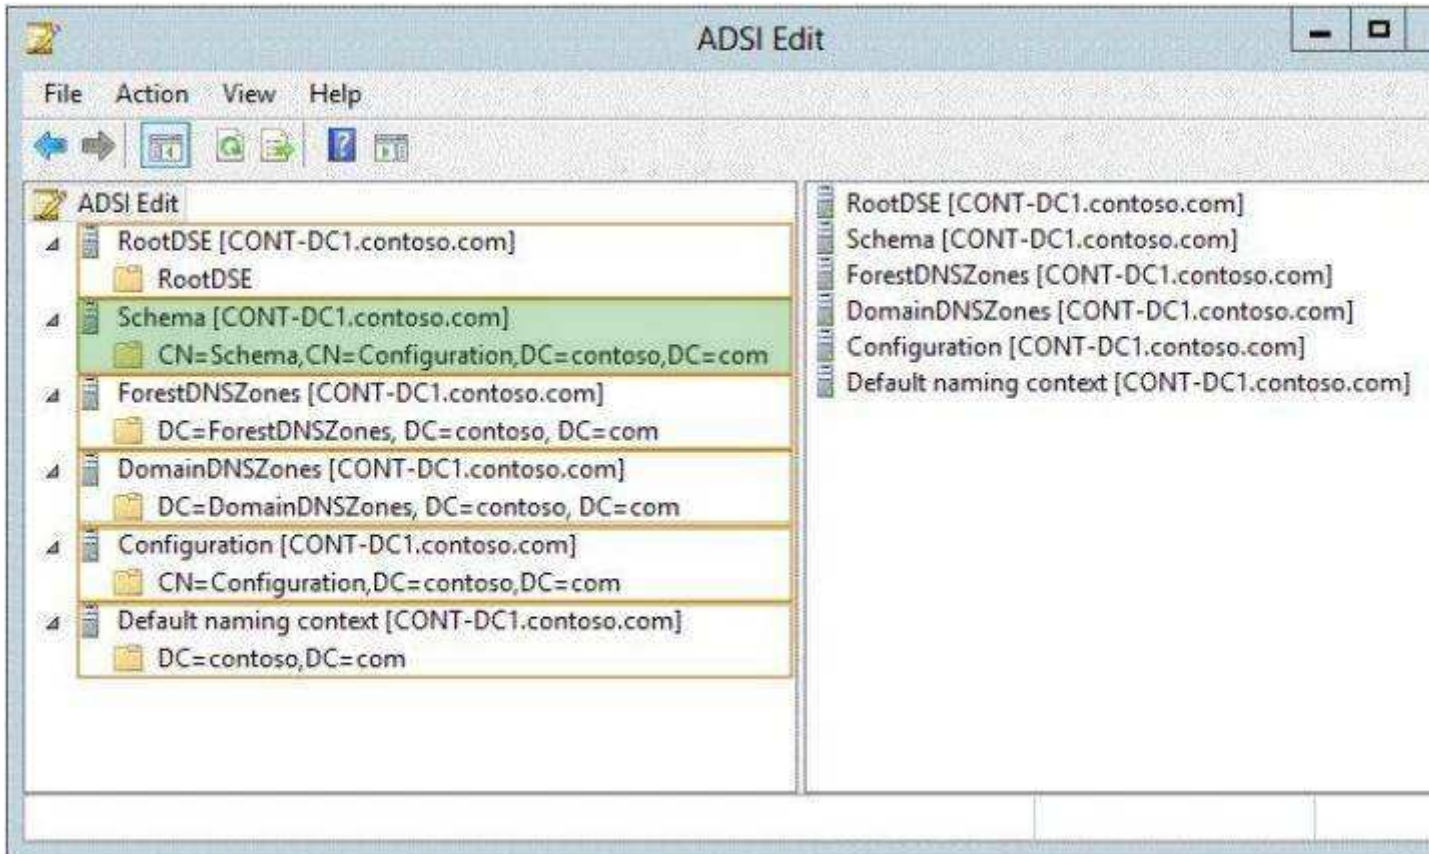 ADSI Edit
File Action View Help
ADSI Edit
RootDSE [CONT-DC1.contoso.com]
RootDSE
Schema [CONT-DC1.contoso.com]
CN=Schema,CN=Configuration,DC=contoso,DC=com
ForestDNSZones [CONT-DC1.contoso.com]
DC=ForestDNSZones, DC=contoso, DC=com
DomainDNSZones [CONT-DC1.contoso.com]
DC=DomainDNSZones, DC=contoso, DC=com
Configuration [CONT-DC1.contoso.com]
CN=Configuration,DC=contoso,DC=com
Default naming context [CONT-DC1.contoso.com]
DC=contoso,DC=com
RootDSE [CONT-DC1.contoso.com]
Schema [CONT-DC1.contoso.com]
ForestDNSZones [CONT-DC1.contoso.com]
DomainDNSZones [CONT-DC1.contoso.com]
Configuration [CONT-DC1.contoso.com]
Default naming context [CONT-DC1.contoso.com]